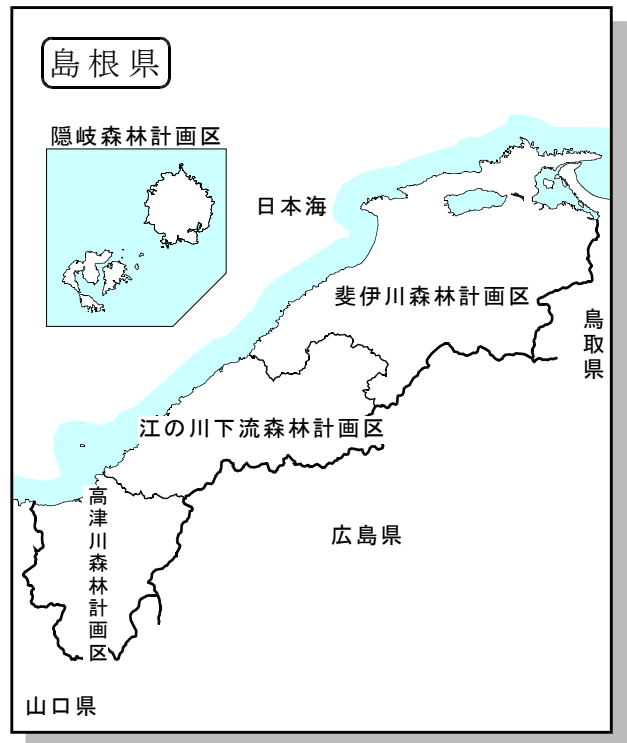 島根県
隠岐森林計画区
日本海
斐伊川森林計画区
鳥取県
江の川下流森林計画区
高津川森林計画区
広島県
山口県